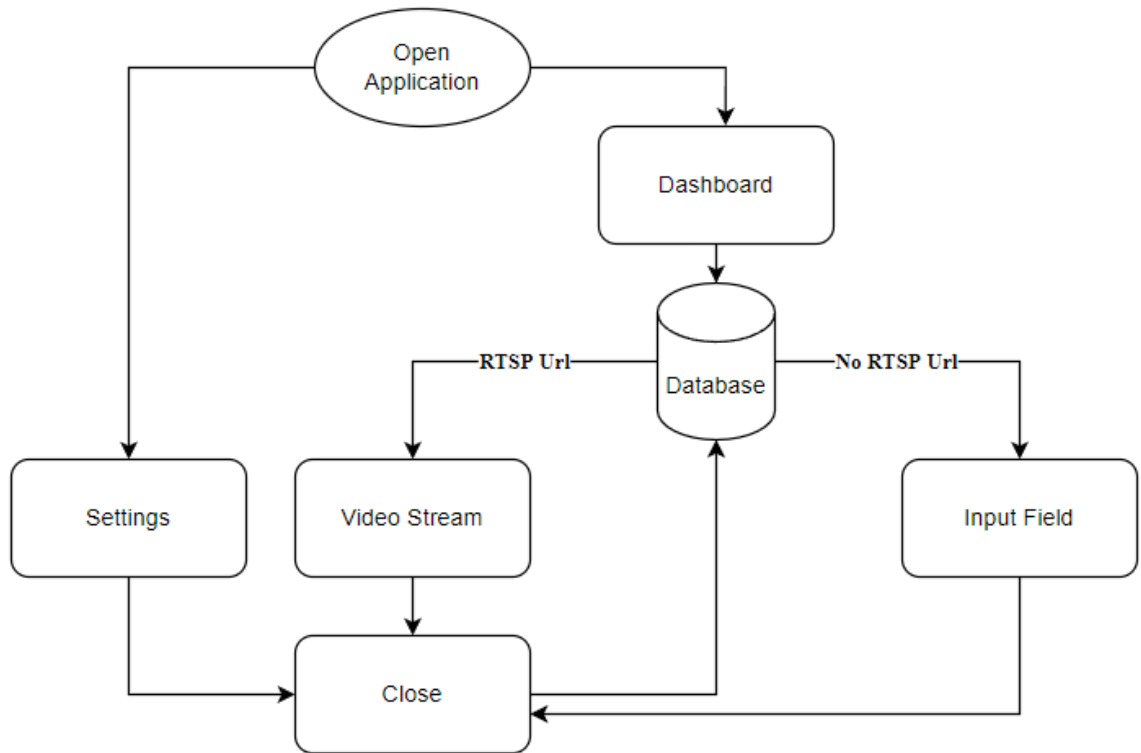 Open
Application
Dashboard
RTSP Url
No RTSP Url
Database
Settings
Video Stream
Input Field
Close